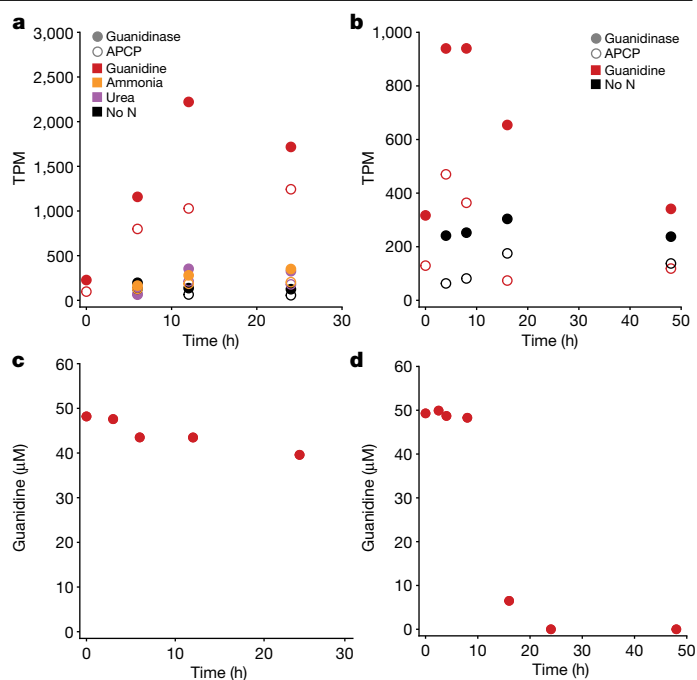 a
3,000
2,500
2,000
1,500
1,000
500
0
TPM
Guanidinase
APCP
Guanidine
Ammonia
Urea
No N
0 10 20 30
Time (h)
b
1,000
800
600
400
200
0
TPM
Guanidinase
APCP
Guanidine
No N
0 10 20 30 40 50
Time (h)
c
60
50
40
30
20
10
0
Guanidine (μM)
0 10 20 30
Time (h)
d
60
50
40
30
20
10
0
Guanidine (μM)
0 10 20 30 40 50
Time (h)